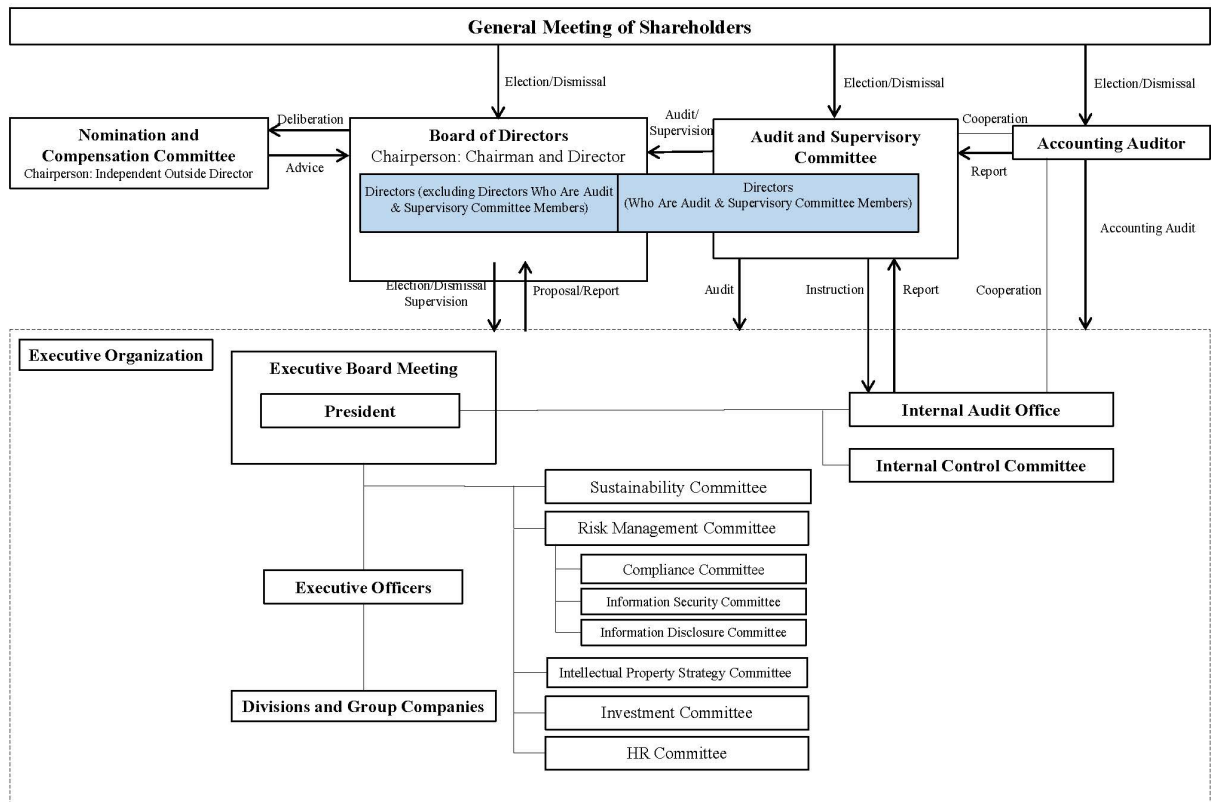 General Meeting of Shareholders
Election/Dismissal
Election/Dismissal
Election/Dismissal
Nomination and
Compensation Committee
Chairperson: Independent Outside Director
Deliberation
Advice
Board of Directors
Chairperson: Chairman and Director
Audit/
Supervision
Audit and Supervisory
Committee
Cooperation
Report
Accounting Auditor
Directors (excluding Directors Who Are Audit
& Supervisory Committee Members)
Directors
(Who Are Audit & Supervisory Committee Members)
Accounting Audit
Election/Dismissal
Supervision
Proposal/Report
Audit
Instruction
Report
Cooperation
Executive Organization
Executive Board Meeting
President
Internal Audit Office
Internal Control Committee
Sustainability Committee
Risk Management Committee
Compliance Committee
Information Security Committee
Information Disclosure Committee
Executive Officers
Intellectual Property Strategy Committee
Divisions and Group Companies
Investment Committee
HR Committee